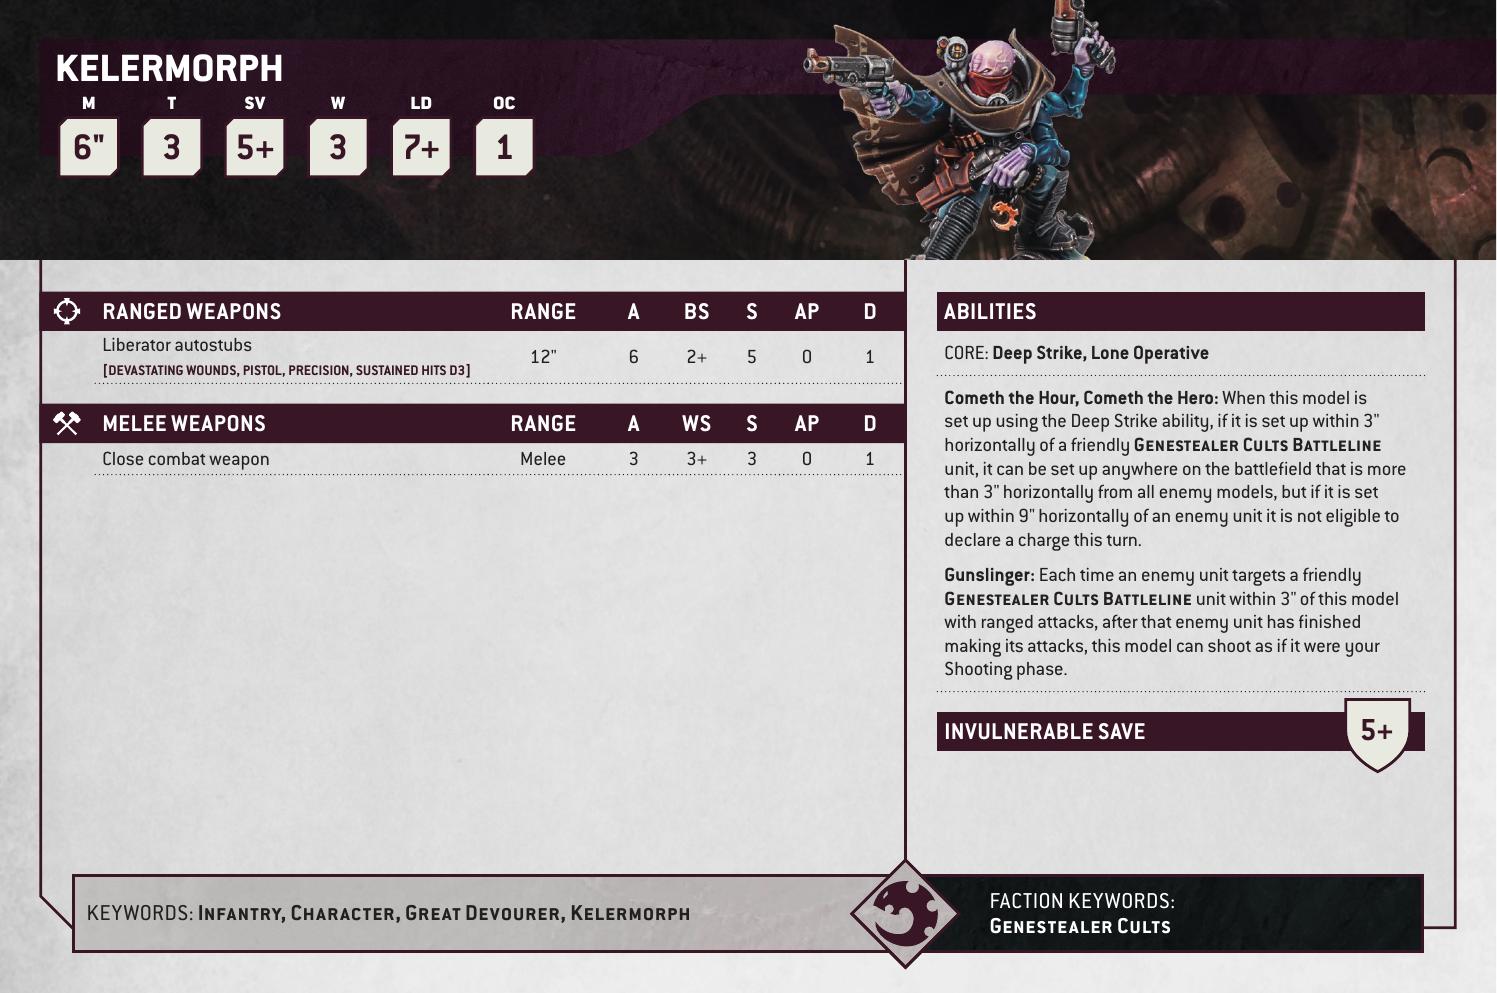 KELERMORPH
M T SV W LD OC
6" 3 5+ 3 7+ 1
RANGED WEAPONS RANGE A BS S AP D
Liberator autostubs
[DEVASTATING WOUNDS, PISTOL, PRECISION, SUSTAINED HITS D3]
12" 6 2+ 5 0 1
MELEE WEAPONS RANGE A WS S AP D
Close combat weapon Melee 3 3+ 3 0 1
ABILITIES
CORE: Deep Strike, Lone Operative
Cometh the Hour, Cometh the Hero: When this model is
set up using the Deep Strike ability, if it is set up within 3"
horizontally of a friendly GENESTEALER CULTS BATTLELINE
unit, it can be set up anywhere on the battlefield that is more
than 3" horizontally from all enemy models, but if it is set
up within 9" horizontally of an enemy unit it is not eligible to
declare a charge this turn.
Gunslinger: Each time an enemy unit targets a friendly
GENESTEALER CULTS BATTLELINE unit within 3" of this model
with ranged attacks, after that enemy unit has finished
making its attacks, this model can shoot as if it were your
Shooting phase.
INVULNERABLE SAVE 5+
KEYWORDS: INFANTRY, CHARACTER, GREAT DEVOURER, KELERMORPH
FACTION KEYWORDS:
GENESTEALER CULTS